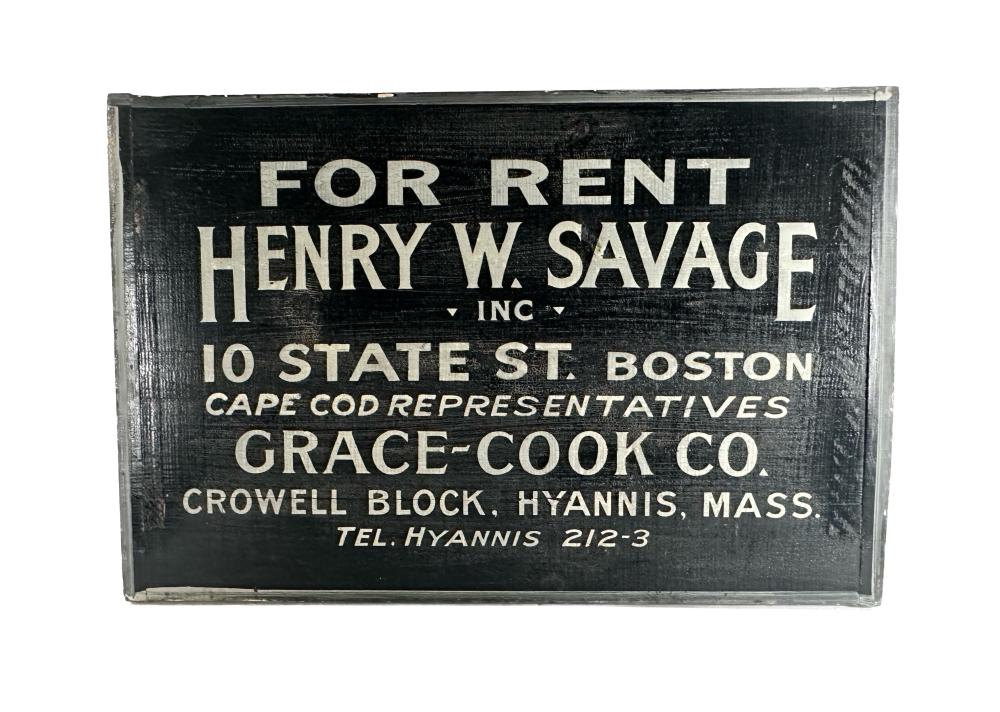 FOR RENT
HENRY W. SAVAGE
INC
10 STATE ST. BOSTON
CAPE COD REPRESENTATIVES
GRACE-COOK CO.
CROWELL BLOCK, HYANNIS, MASS.
TEL. HYANNIS 212-3